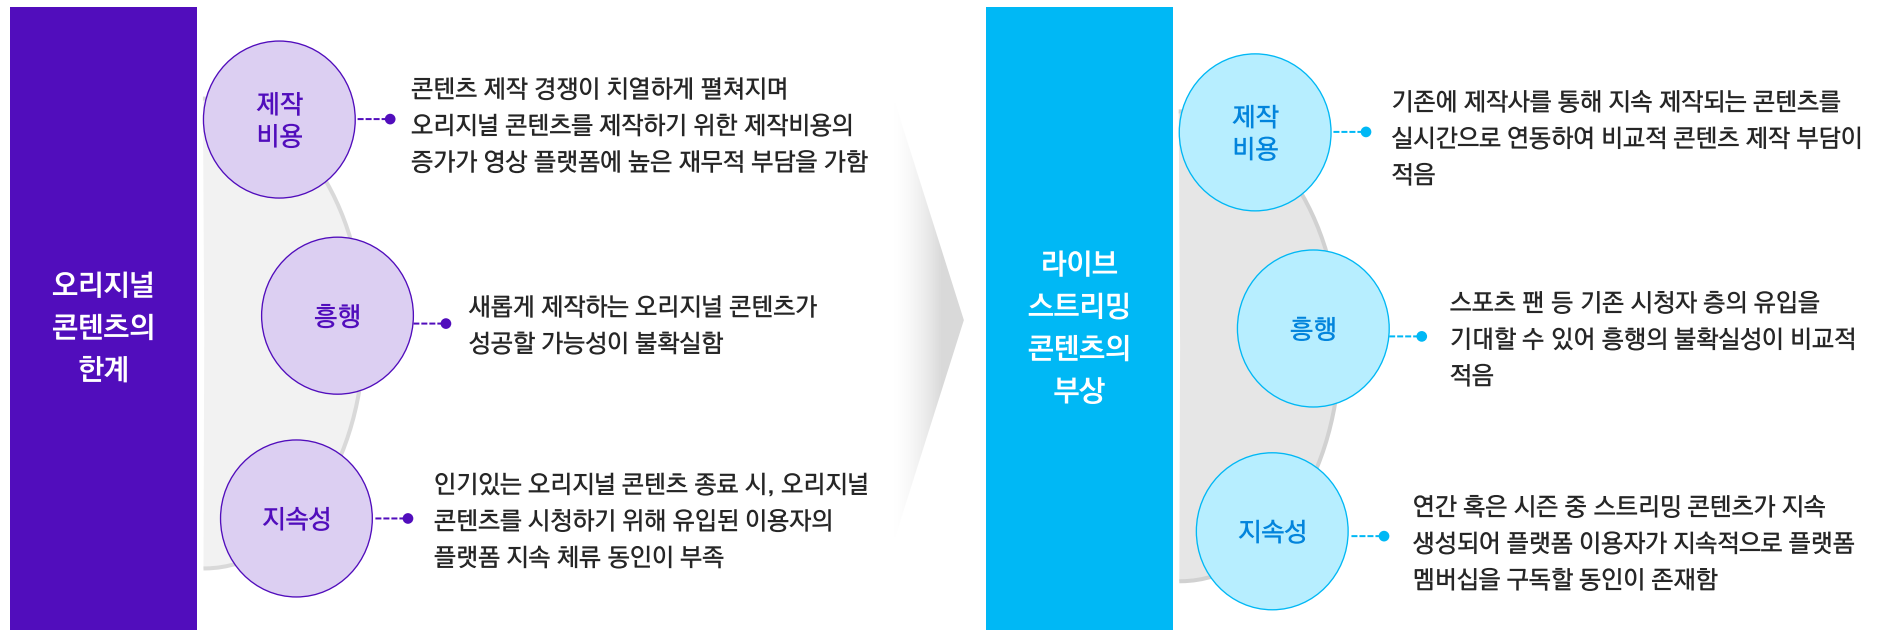 오리지널
콘텐츠의
한계
제작
비용
콘텐츠 제작 경쟁이 치열하게 펼쳐지며
오리지널 콘텐츠를 제작하기 위한 제작비용의
증가가 영상 플랫폼에 높은 재무적 부담을 가함
흥행
새롭게 제작하는 오리지널 콘텐츠가
성공할 가능성이 불확실함
지속성
인기있는 오리지널 콘텐츠 종료 시, 오리지널
콘텐츠를 시청하기 위해 유입된 이용자의
플랫폼 지속 체류 동인이 부족
라이브
스트리밍
콘텐츠의
부상
제작
비용
기존에 제작사를 통해 지속 제작되는 콘텐츠를
실시간으로 연동하여 비교적 콘텐츠 제작 부담이
적음
흥행
스포츠 팬 등 기존 시청자 층의 유입을
기대할 수 있어 흥행의 불확실성이 비교적
적음
지속성
연간 혹은 시즌 중 스트리밍 콘텐츠가 지속
생성되어 플랫폼 이용자가 지속적으로 플랫폼
멤버십을 구독할 동인이 존재함